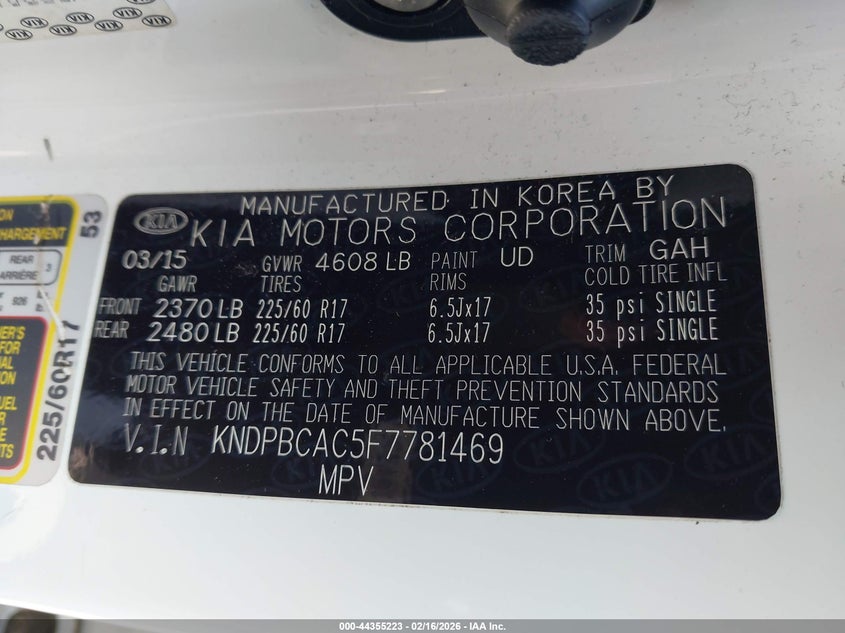 KIA
MANUFACTURED IN KOREA BY
KIA MOTORS CORPORATION
03/15 GVWR 4608 LB PAINT UD TRIM GAH
GAWR TIRES RIMS COLD TIRE INFL
FRONT 2370 LB 225/60 R17 6.5Jx17 35 psi SINGLE
REAR 2480 LB 225/60 R17 6.5Jx17 35 psi SINGLE
THIS VEHICLE CONFORMS TO ALL APPLICABLE U.S.A. FEDERAL
MOTOR VEHICLE SAFETY AND THEFT PREVENTION STANDARDS
IN EFFECT ON THE DATE OF MANUFACTURE SHOWN ABOVE.
V.I.N KNDPBCAC5F7781469
MPV
REAR 3
ARRIÈRE
926
53
225/60R17
000-44355223 - 02/16/2026 - IAA Inc.